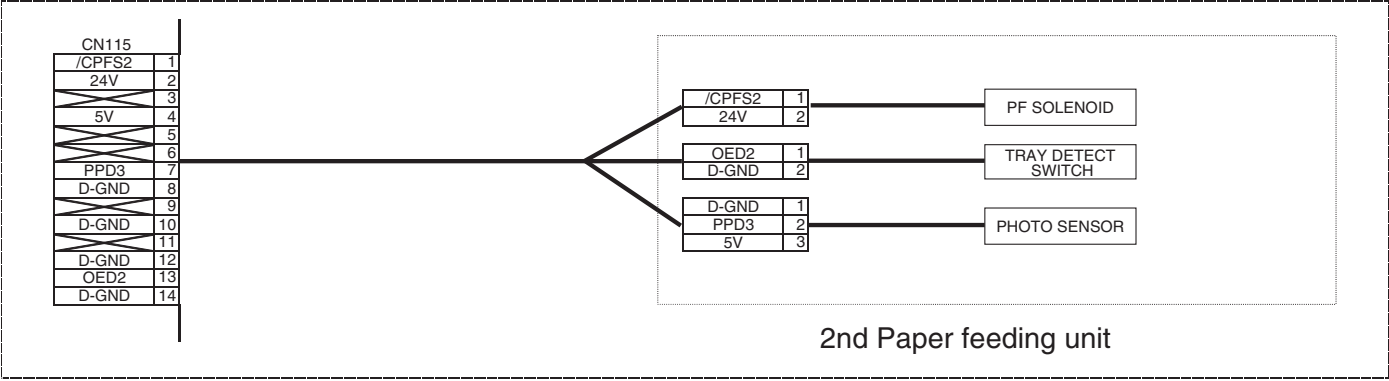 CN115
/CPFS2 1
24V 2
3
5V 4
5
6
PPD3 7
D-GND 8
9
D-GND 10
11
D-GND 12
OED2 13
D-GND 14
/CPFS2 1
24V 2
PF SOLENOID
OED2 1
D-GND 2
TRAY DETECT
SWITCH
D-GND 1
PPD3 2
5V 3
PHOTO SENSOR
2nd Paper feeding unit